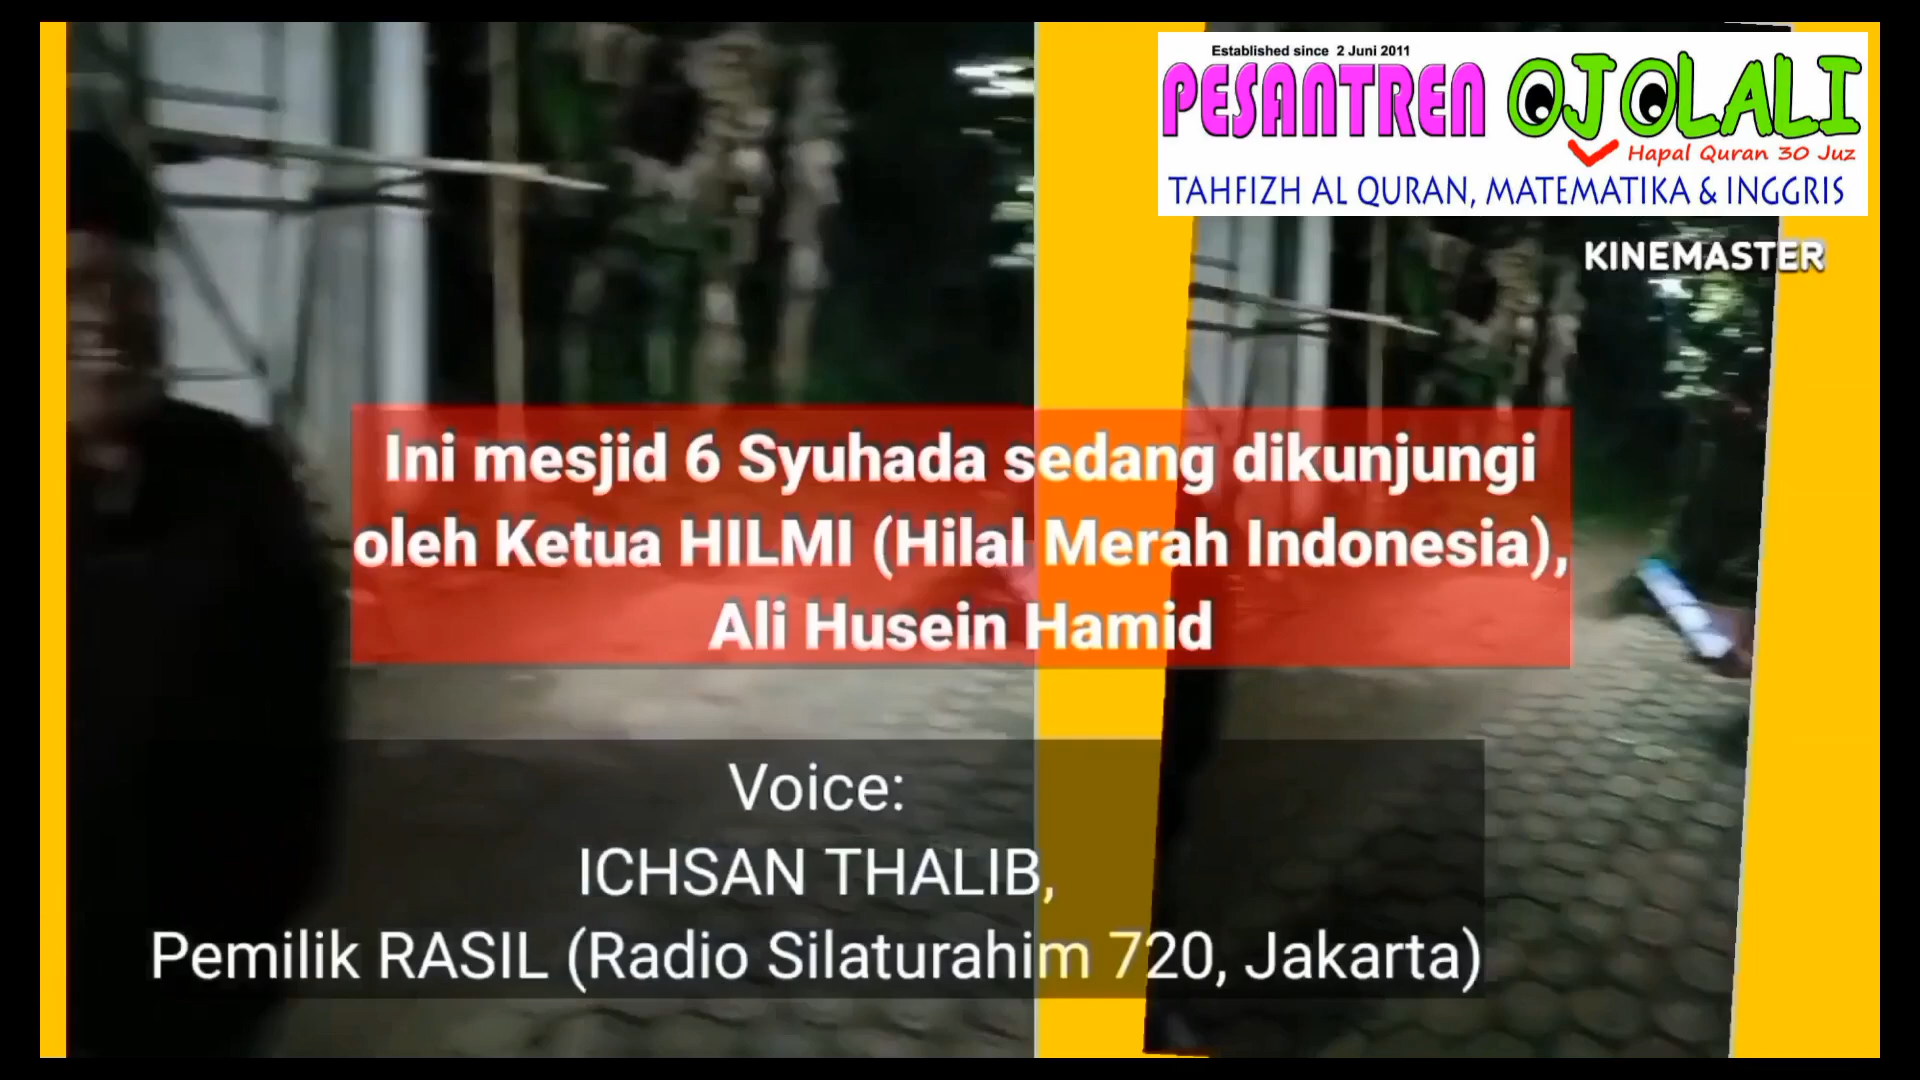 Established since 2 Juni 2011
PESANTREN OJOLALI
Hapal Quran 30 Juz
TAHFIZH AL QURAN, MATEMATIKA & INGGRIS
KINEMASTER
Ini mesjid 6 Syuhada sedang dikunjungi
oleh Ketua HILMI (Hilal Merah Indonesia),
Ali Husein Hamid
Voice:
ICHSAN THALIB,
Pemilik RASIL (Radio Silaturahim 720, Jakarta)